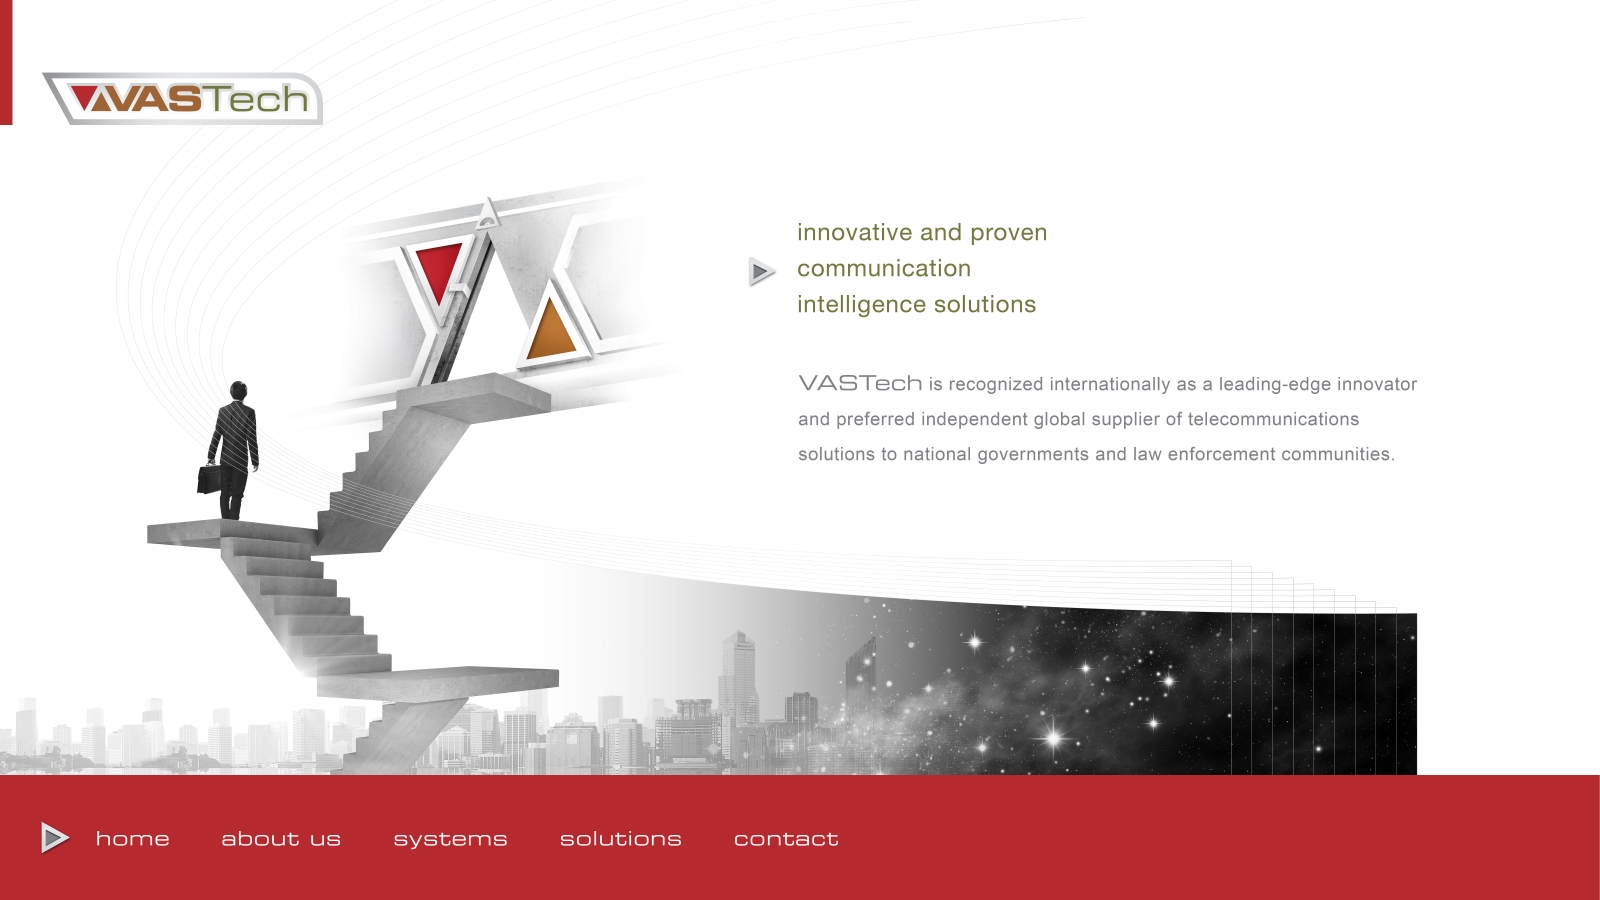 VASTech
innovative and proven
communication
intelligence solutions
VASTech is recognized internationally as a leading-edge innovator
and preferred independent global supplier of telecommunications
solutions to national governments and law enforcement communities.
home about us systems solutions contact